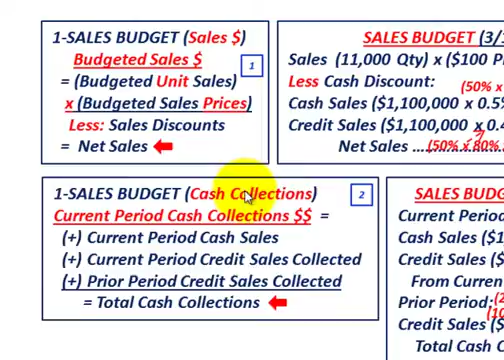 1-SALES BUDGET (Sales $)
Budgeted Sales $
1
= (Budgeted Unit Sales)
x (Budgeted Sales Prices)
Less: Sales Discounts
= Net Sales
SALES BUDGET (3/3
Sales (11,000 Qty) x ($100 P
Less Cash Discount:
(50% x
Cash Sales ($1,100,000 x 0.5%
Credit Sales ($1,100,000 x 0.4
Net Sales ....
(50% x 80%
1-SALES BUDGET (Cash Collections)
2
Current Period Cash Collections $$ =
(+) Current Period Cash Sales
(+) Current Period Credit Sales Collected
(+) Prior Period Credit Sales Collected
= Total Cash Collections
SALES BUDG
Current Period
Cash Sales ($1
Credit Sales ($
From Curren
Prior Period:
Credit Sales ($
Total Cash C